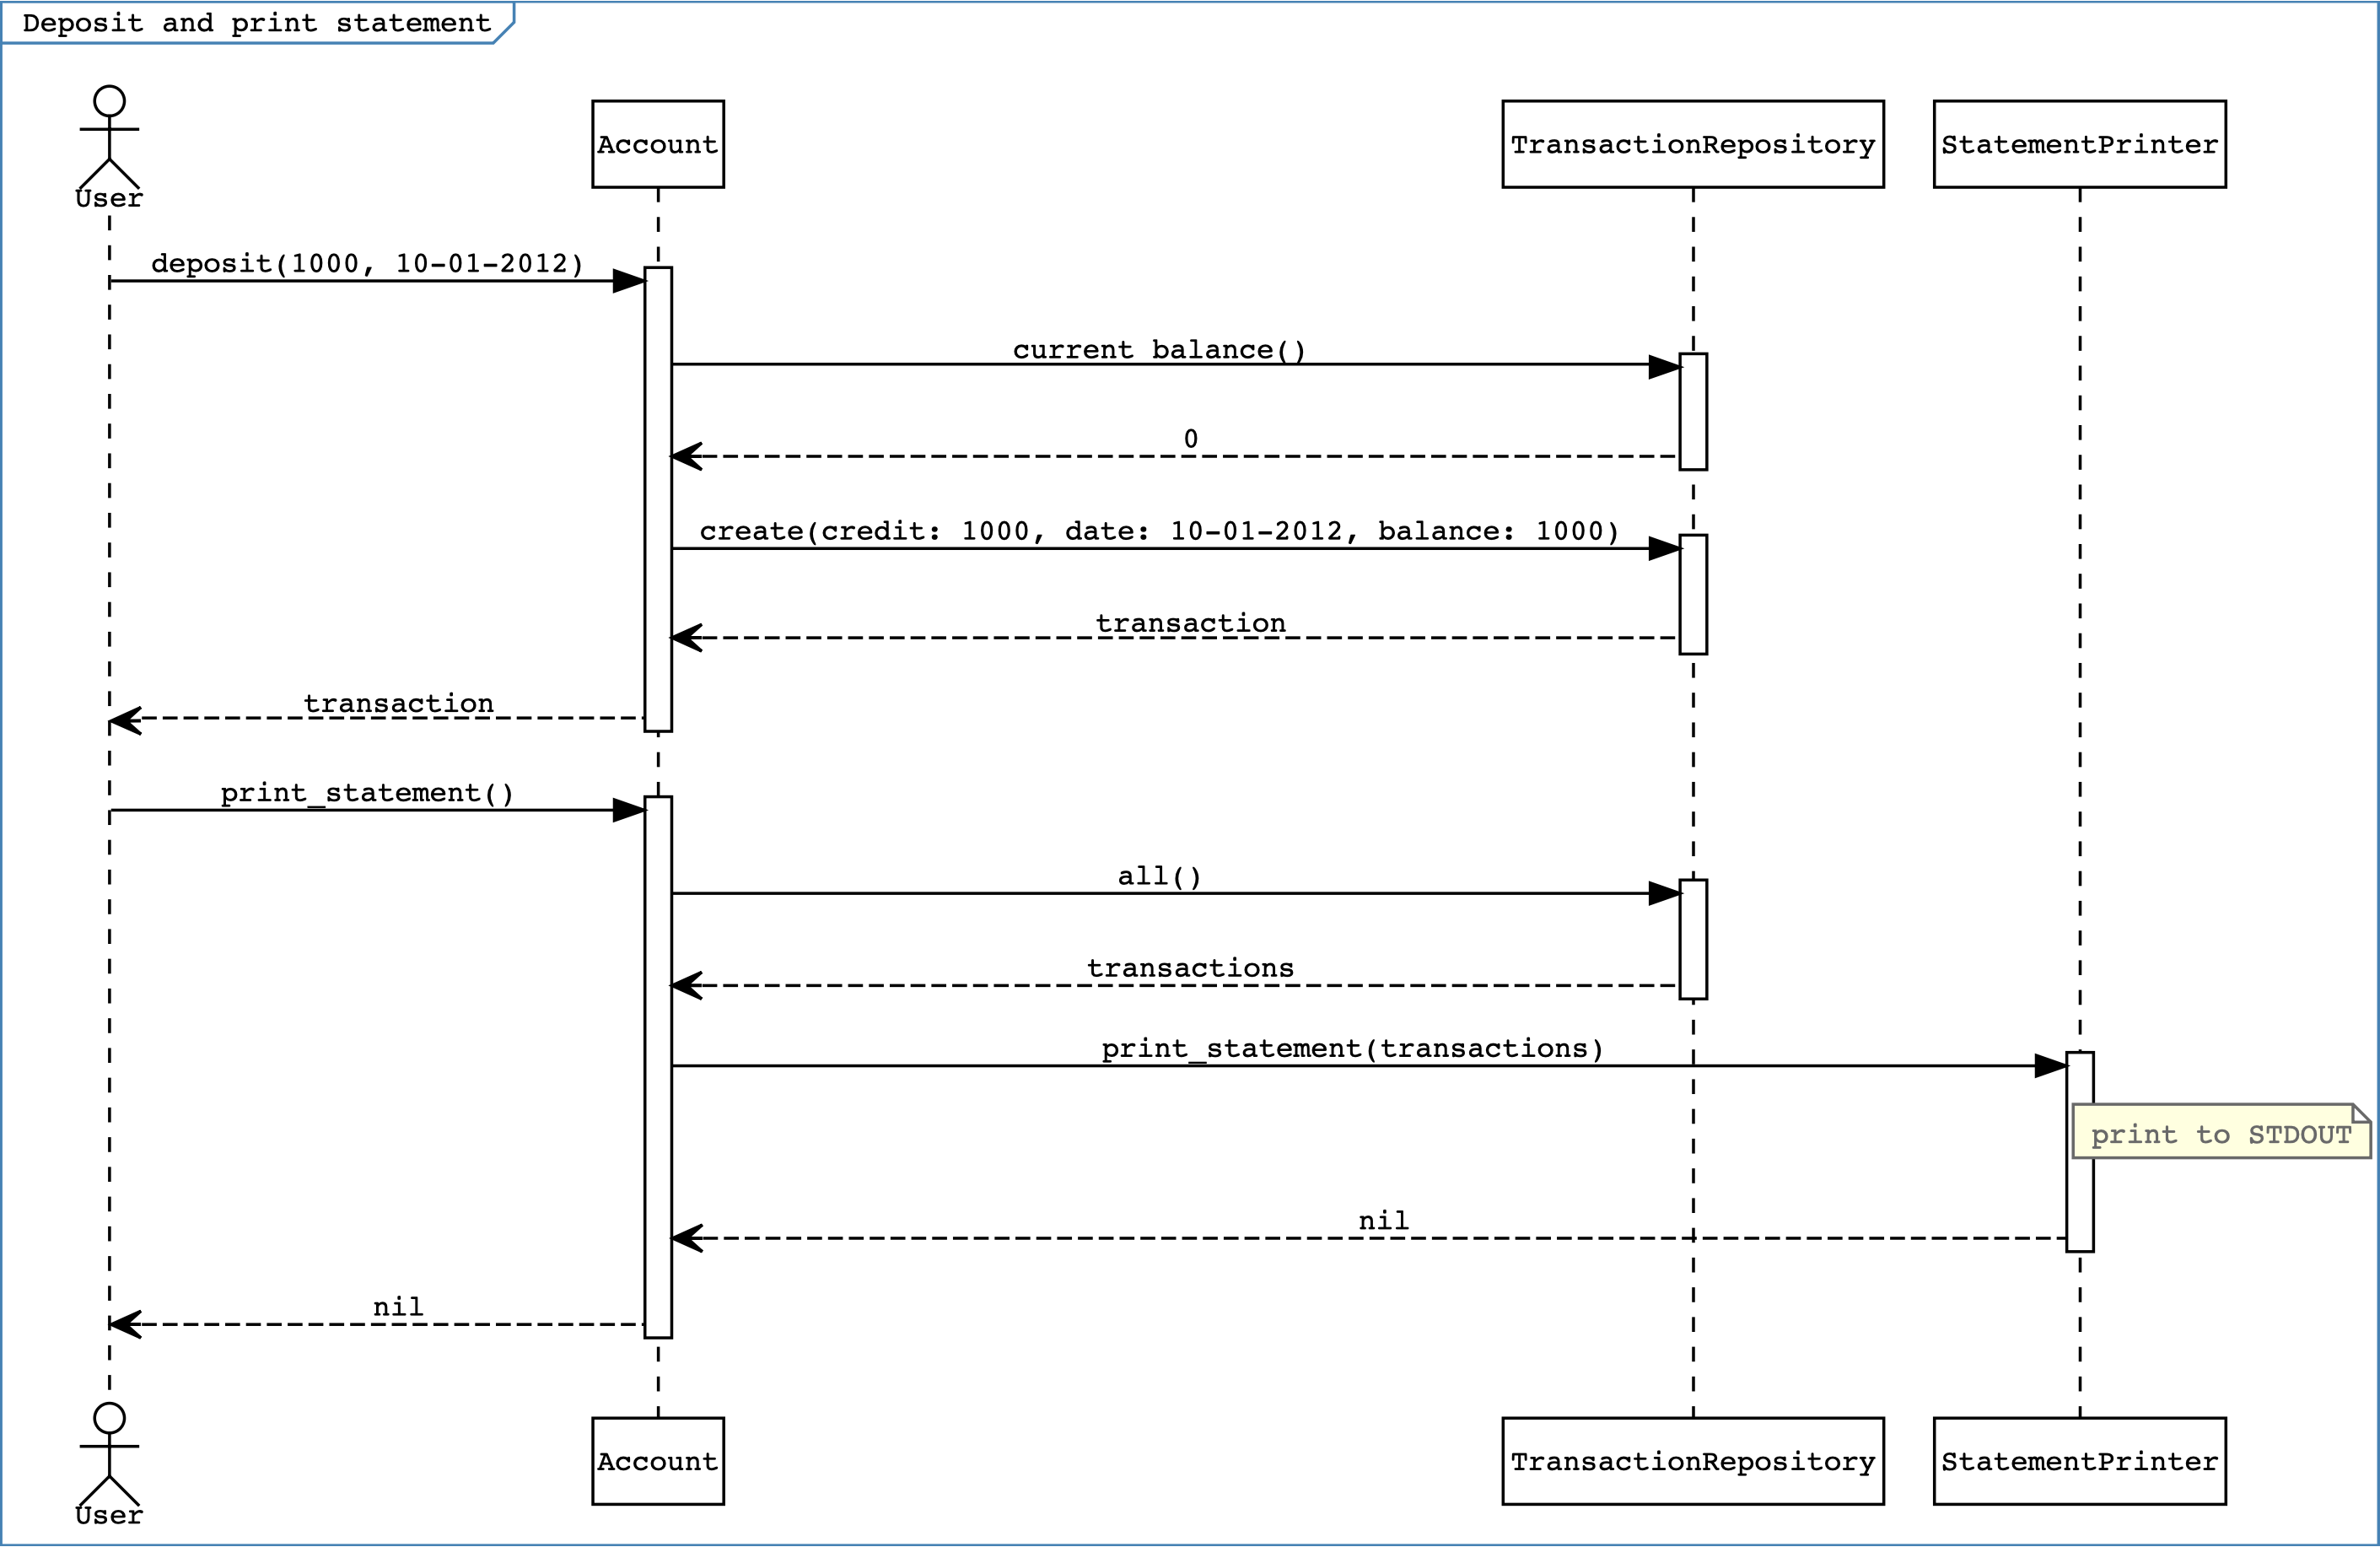 Deposit and print statement
User
Account
TransactionRepository
StatementPrinter
deposit(1000, 10-01-2012)
current balance()
0
create(credit: 1000, date: 10-01-2012, balance: 1000)
transaction
transaction
print_statement()
all()
transactions
print_statement(transactions)
print to STDOUT
nil
nil
User
Account
TransactionRepository
StatementPrinter